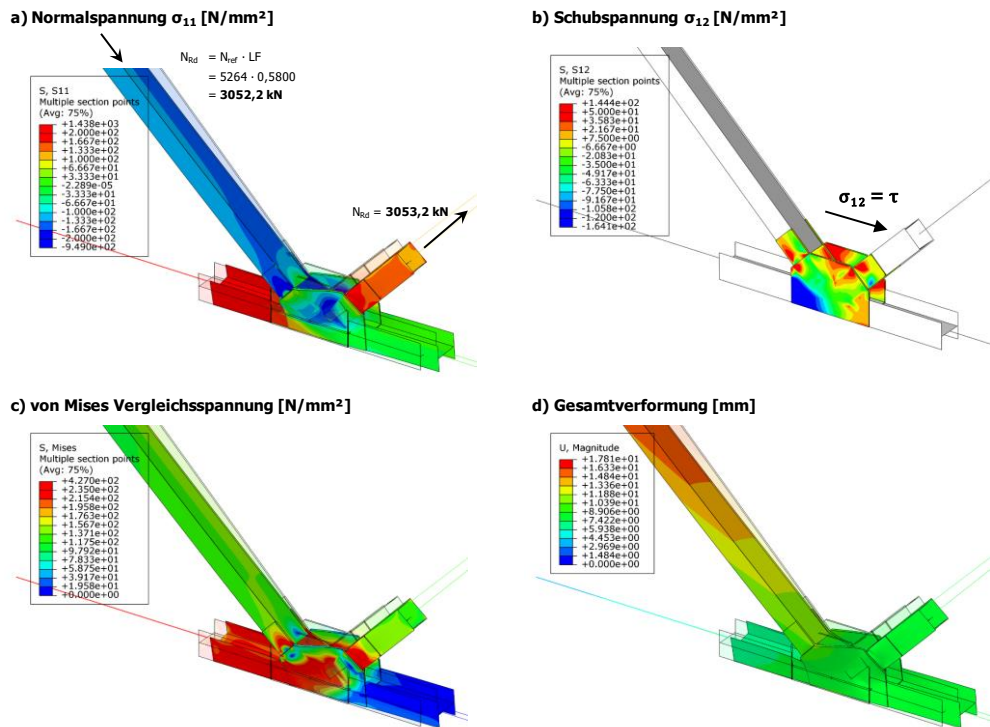 a) Normalspannung σ11 [N/mm²]
NRd = Nref · LF
= 5264 · 0,5800
= 3052,2 kN
S, S11
Multiple section points
(Avg: 75%)
+1.438e+03
+2.000e+02
+1.667e+02
+1.333e+02
+1.000e+02
+6.667e+01
+3.333e+01
-2.289e-05
-3.333e+01
-6.667e+01
-1.000e+02
-1.333e+02
-1.667e+02
-2.000e+02
-9.490e+02
NRd = 3053,2 kN
b) Schubspannung σ12 [N/mm²]
S, S12
Multiple section points
(Avg: 75%)
+1.444e+02
+5.000e+01
+3.583e+01
+2.167e+01
+7.500e+00
-6.667e+00
-2.083e+01
-3.500e+01
-4.917e+01
-6.333e+01
-7.750e+01
-9.167e+01
-1.058e+02
-1.200e+02
-1.641e+02
σ12 = τ
c) von Mises Vergleichsspannung [N/mm²]
S, Mises
Multiple section points
(Avg: 75%)
+4.270e+02
+2.350e+02
+2.154e+02
+1.958e+02
+1.763e+02
+1.567e+02
+1.371e+02
+1.175e+02
+9.792e+01
+7.833e+01
+5.875e+01
+3.917e+01
+1.958e+01
+0.000e+00
d) Gesamtverformung [mm]
U, Magnitude
+1.781e+01
+1.633e+01
+1.484e+01
+1.336e+01
+1.188e+01
+1.039e+01
+8.906e+00
+7.422e+00
+5.938e+00
+4.453e+00
+2.969e+00
+1.484e+00
+0.000e+00